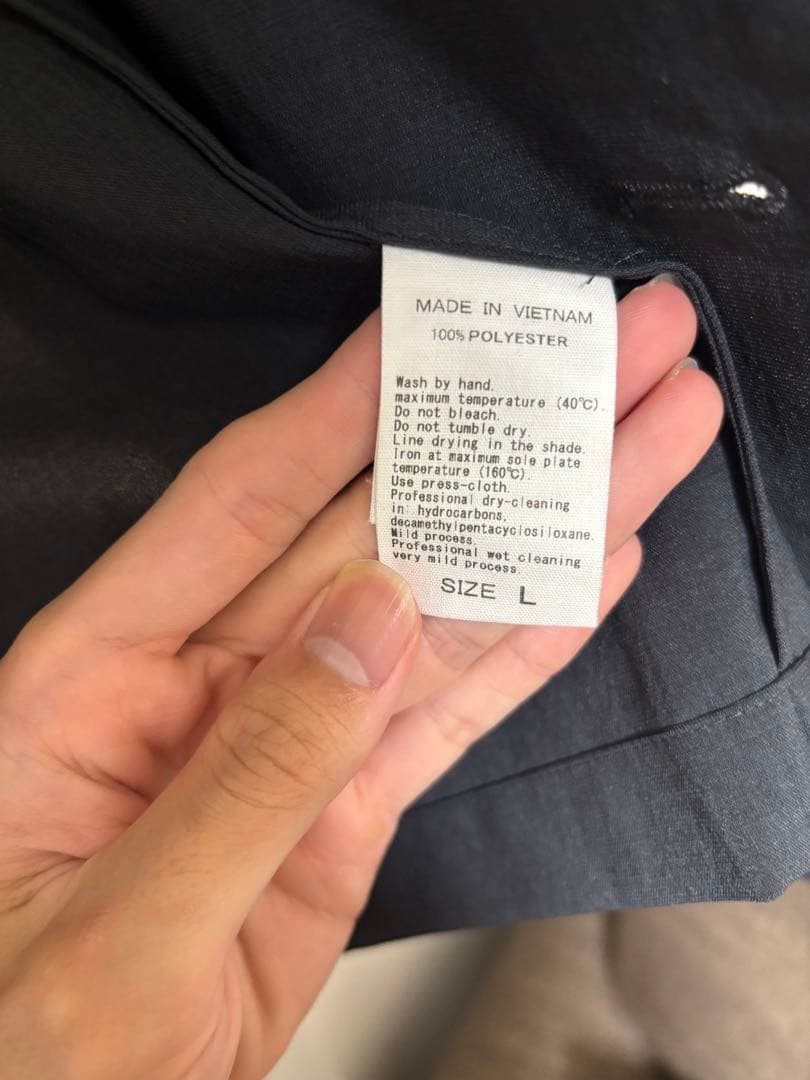 MADE IN VIETNAM
100% POLYESTER
Wash by hand.
maximum temperature (40℃).
Do not bleach.
Do not tumble dry.
Line drying in the shade.
Iron at maximum sole plate
temperature (160℃).
Use press-cloth.
Professional dry-cleaning
in: hydrocarbons,
decamethylpentacyclosiloxane.
Mild process.
Professional wet cleaning
very mild process.
SIZE L